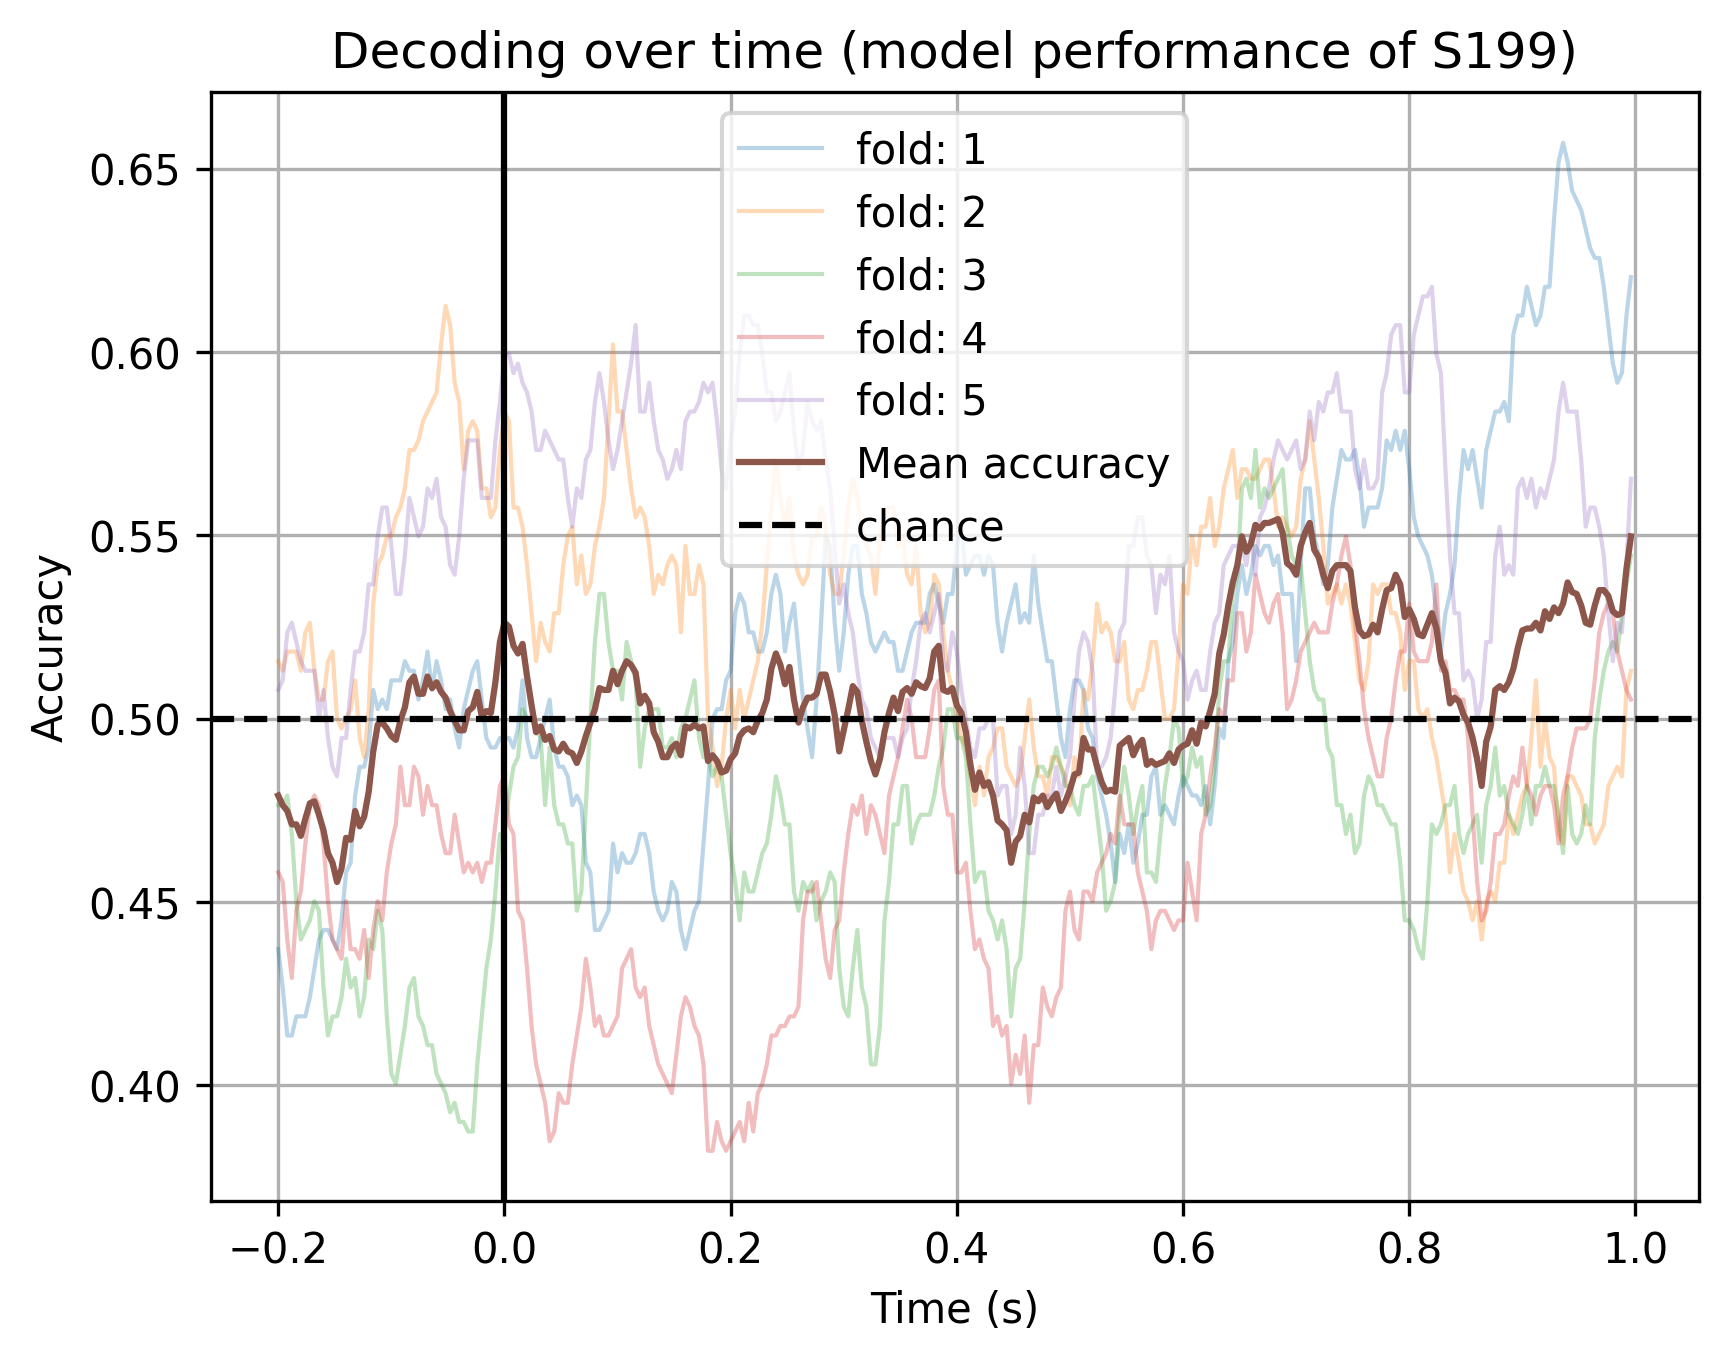 Decoding over time (model performance of S199)
fold: 1
fold: 2
fold: 3
fold: 4
fold: 5
Mean accuracy
chance
Accuracy
0.65
0.60
0.55
0.50
0.45
0.40
−0.2 0.0 0.2 0.4 0.6 0.8 1.0
Time (s)